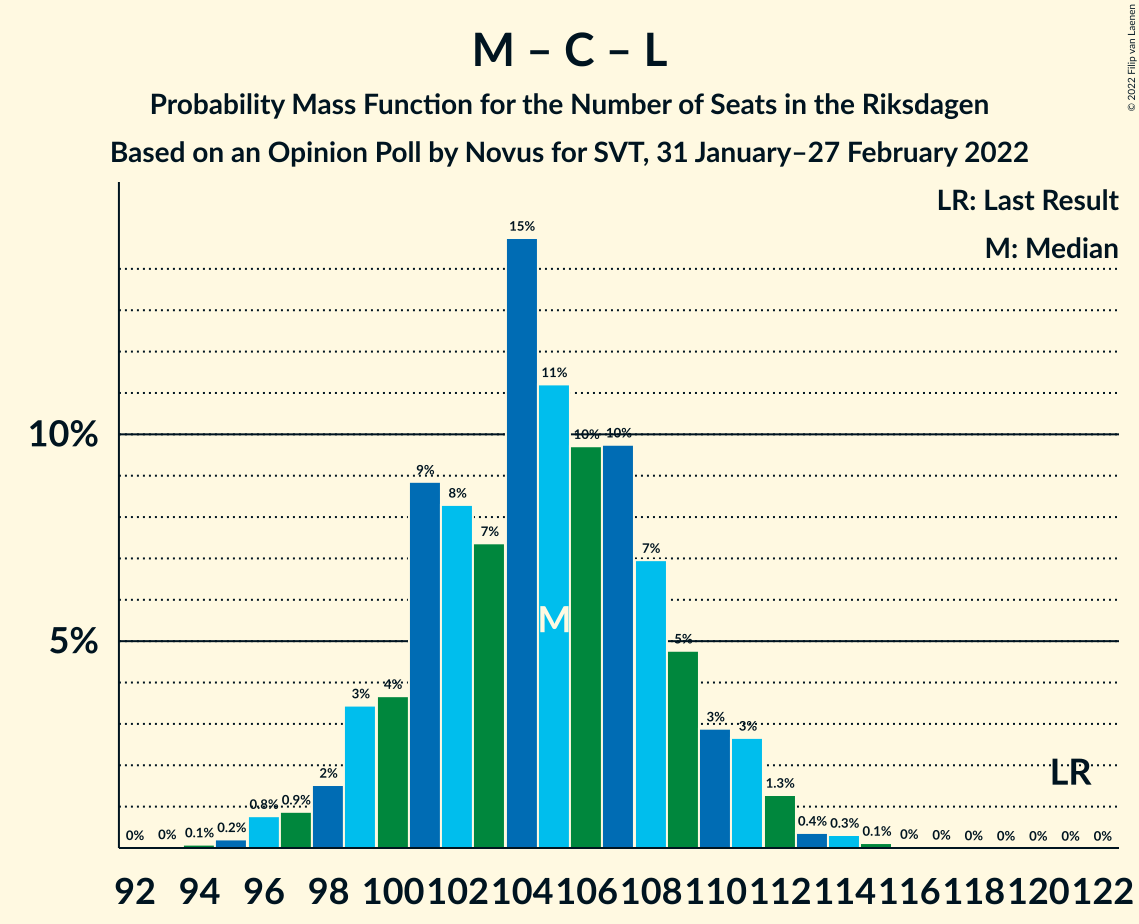 M – C – L
Probability Mass Function for the Number of Seats in the Riksdagen
Based on an Opinion Poll by Novus for SVT, 31 January–27 February 2022
© 2022 Filip van Laenen
LR: Last Result
M: Median
15%
11%
10%
10% 10%
9%
8%
7%
7%
M
5%
5%
4%
3%
3%
3%
2%
LR
1.3%
0.8%
0.9%
0% 0% 0.1% 0.2%
0.4% 0.3% 0.1% 0% 0% 0% 0% 0% 0% 0%
92 94 96 98 100 102 104 106 108 110 112 114 116 118 120 122